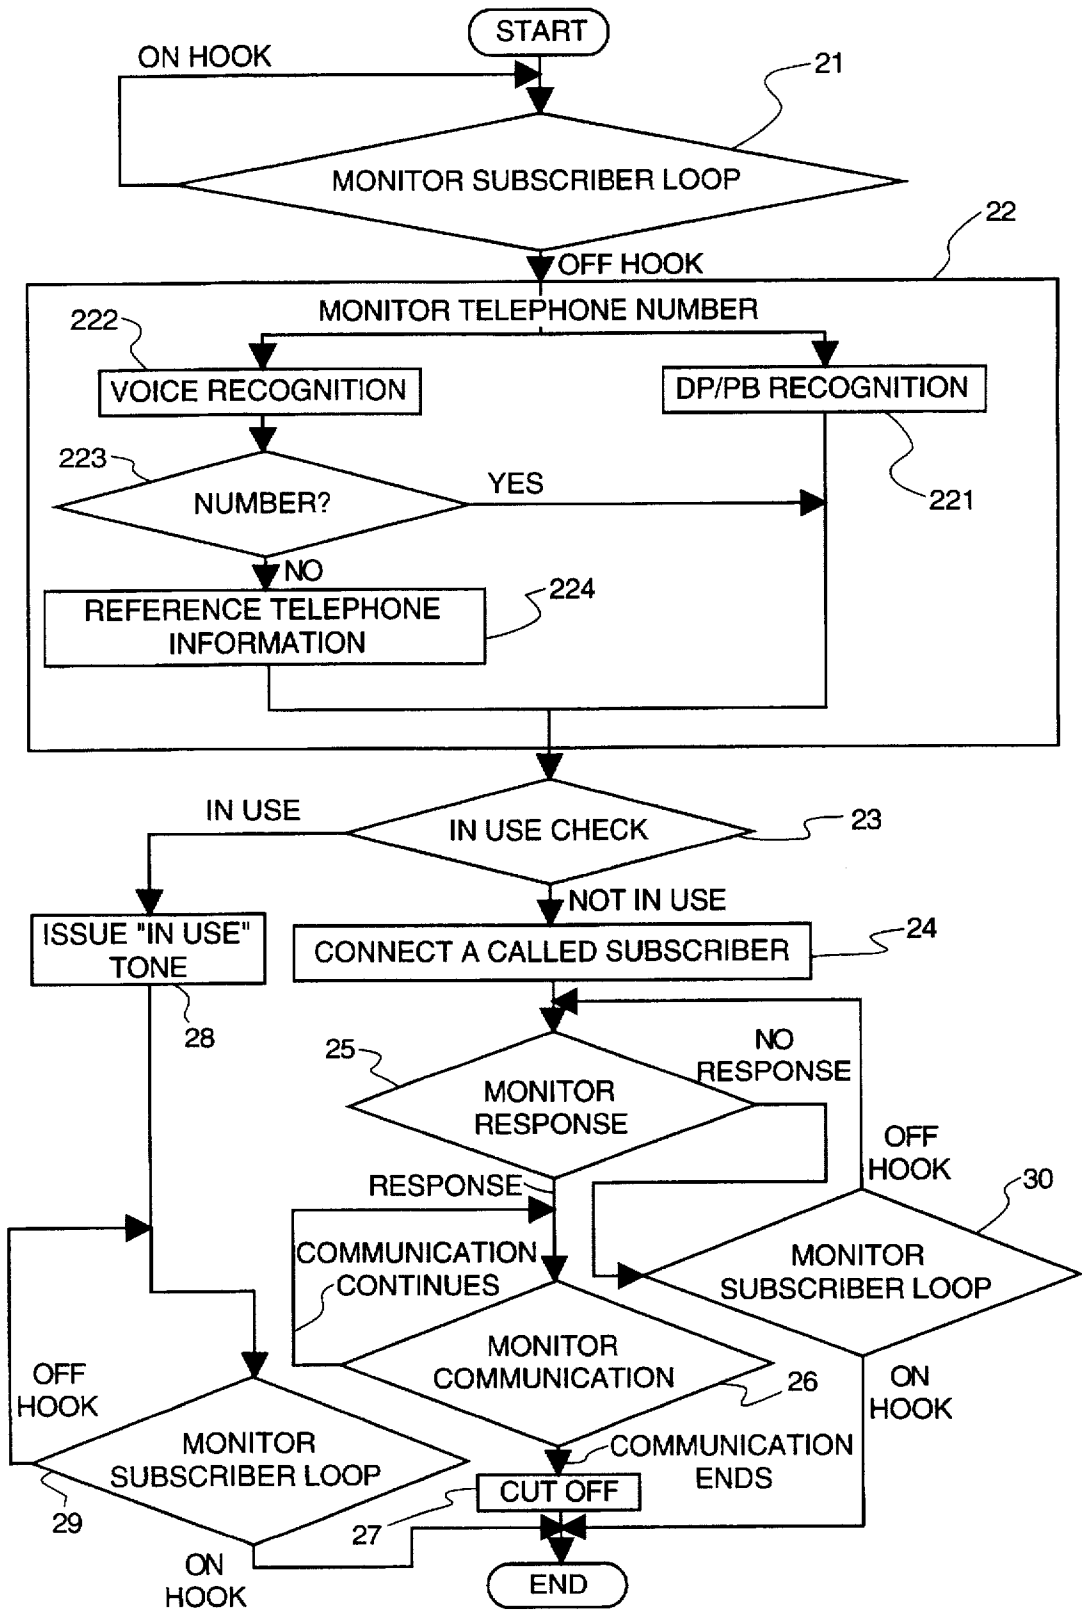 START
ON HOOK
21
MONITOR SUBSCRIBER LOOP
22
OFF HOOK
MONITOR TELEPHONE NUMBER
222
VOICE RECOGNITION
DP/PB RECOGNITION
223
YES
221
NUMBER?
NO
224
REFERENCE TELEPHONE
INFORMATION
IN USE
IN USE CHECK
23
NOT IN USE
ISSUE "IN USE"
TONE
CONNECT A CALLED SUBSCRIBER
24
28
25
NO
RESPONSE
MONITOR
RESPONSE
OFF
HOOK
RESPONSE
30
COMMUNICATION
CONTINUES
MONITOR
SUBSCRIBER LOOP
MONITOR
COMMUNICATION
26
OFF
HOOK
ON
HOOK
MONITOR
SUBSCRIBER LOOP
COMMUNICATION
ENDS
29
CUT OFF
27
ON
HOOK
END